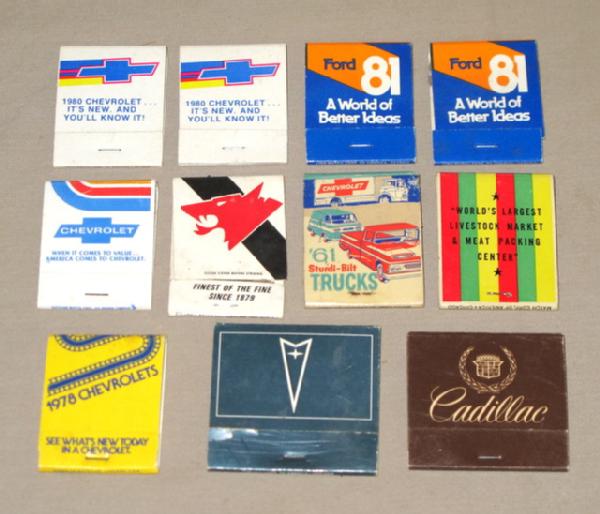 1980 CHEVROLET...
IT'S NEW. AND
YOU'LL KNOW IT!
1980 CHEVROLET...
IT'S NEW. AND
YOU'LL KNOW IT!
Ford 81
A World of
Better Ideas
Ford 81
A World of
Better Ideas
CHEVROLET
WHEN IT COMES TO VALUE...
AMERICA COMES TO CHEVROLET.
FINEST OF THE FINE
SINCE 1879
CHEVROLET
'61
Sturdi-Bilt
TRUCKS
"WORLD'S LARGEST
LIVESTOCK MARKET
& MEAT PACKING
CENTER"
1978 CHEVROLETS
SEE WHAT'S NEW TODAY
IN A CHEVROLET.
Cadillac